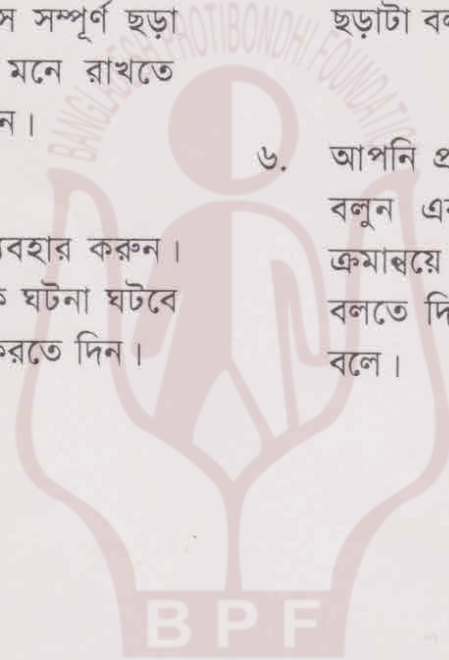 সম্পূর্ণ ছড়া
মনে রাখতে
ব্যবহার করুন।
ঘটনা ঘটবে
করতে দিন।
ছড়াটা
৬. আপনি
বলুন
ক্রমান্বয়ে
বলতে
বলে।
BANGLADESH PROTIBONDHI FOUNDATION
BPF